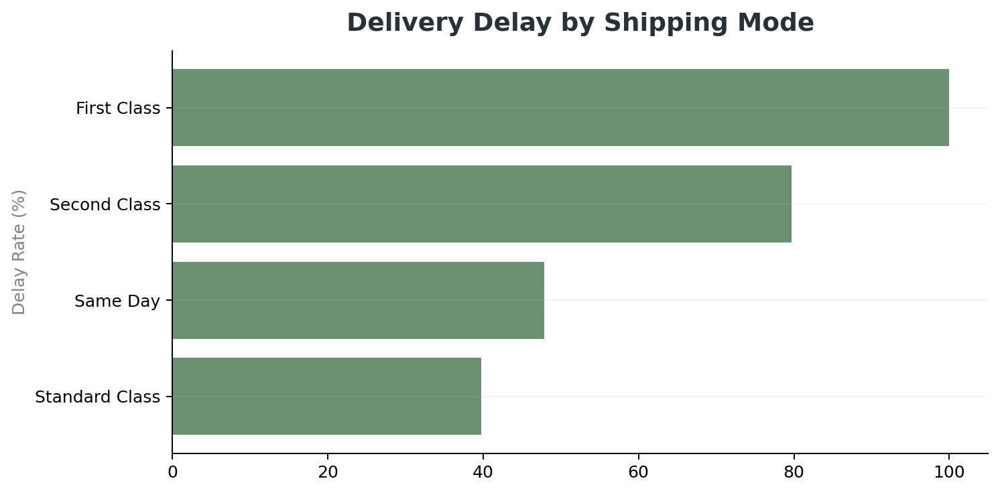 Delivery Delay by Shipping Mode
Delay Rate (%)
First Class
Second Class
Same Day
Standard Class
0 20 40 60 80 100